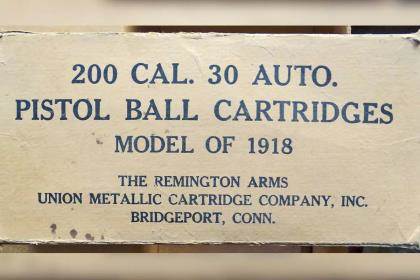 200 CAL. 30 AUTO.
PISTOL BALL CARTRIDGES
MODEL OF 1918
THE REMINGTON ARMS
UNION METALLIC CARTRIDGE COMPANY, INC.
BRIDGEPORT, CONN.